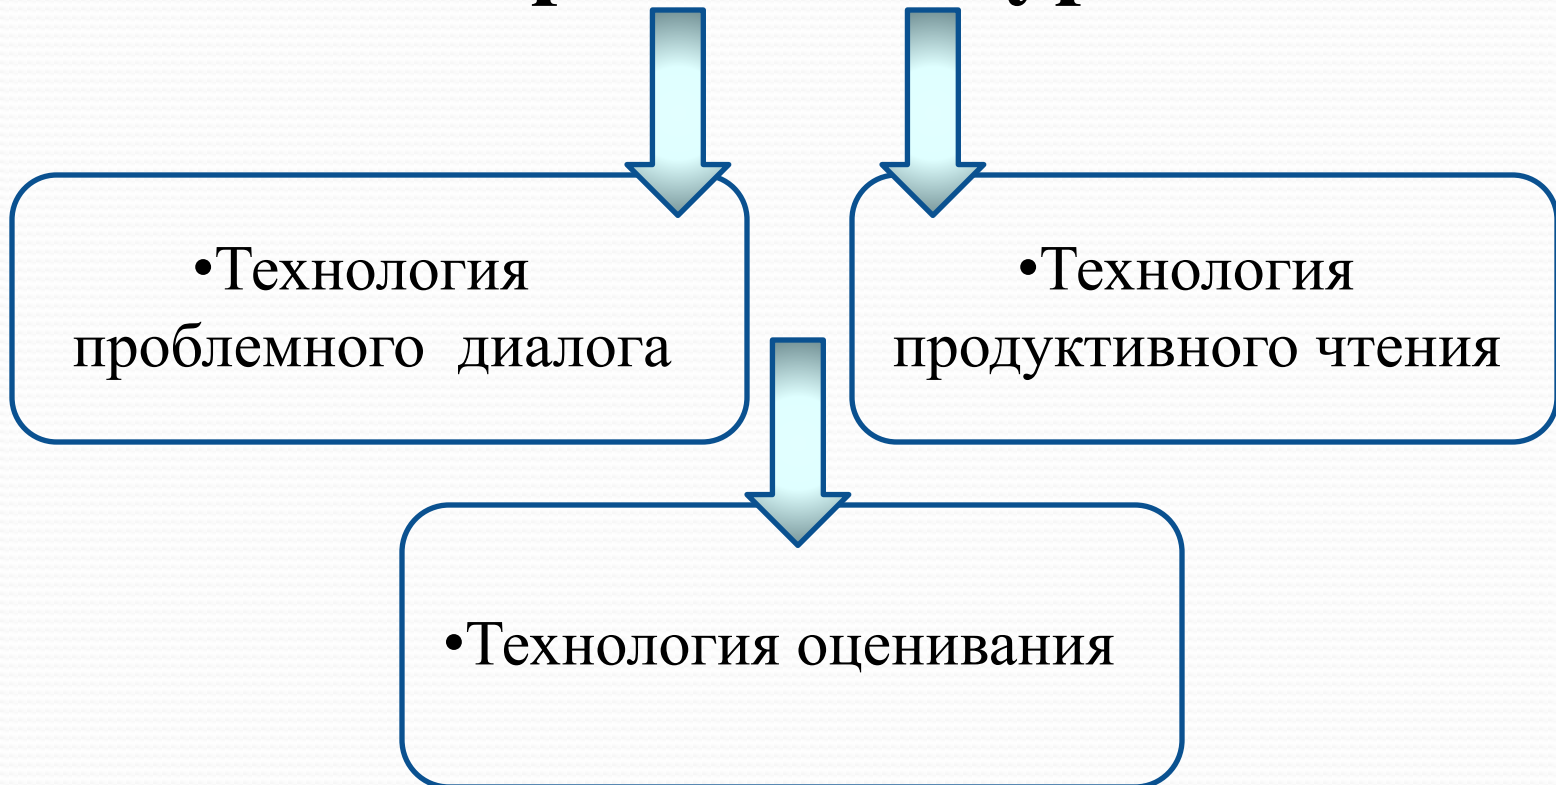 •Технология
проблемного диалога
•Технология
продуктивного чтения
•Технология оценивания